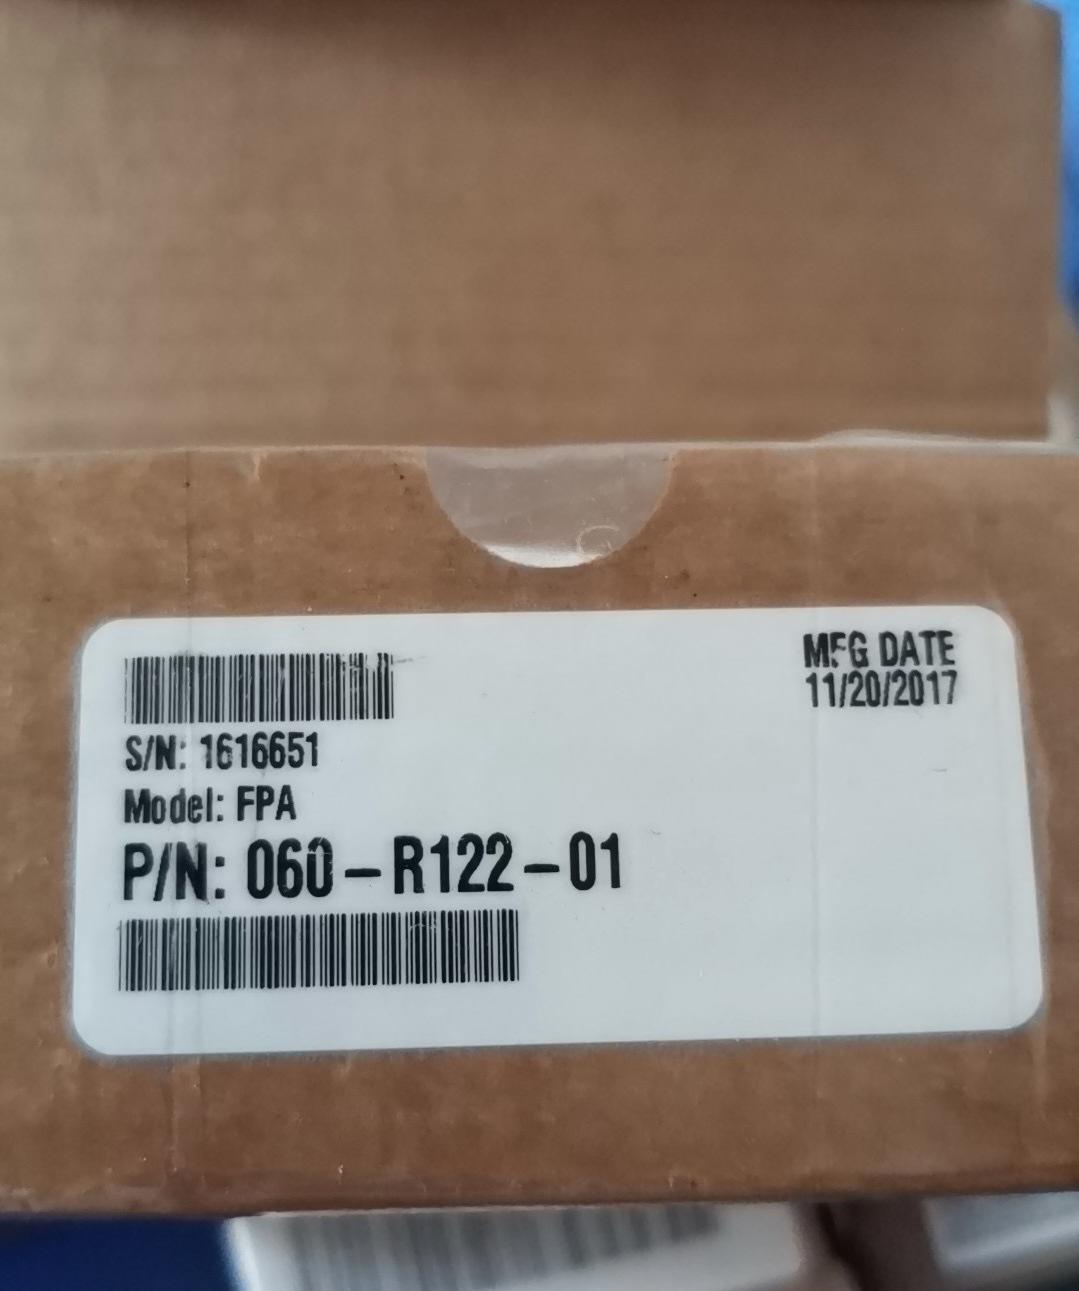 MFG DATE
11/20/2017
S/N: 1616651
Model: FPA
P/N: 060-R122-01